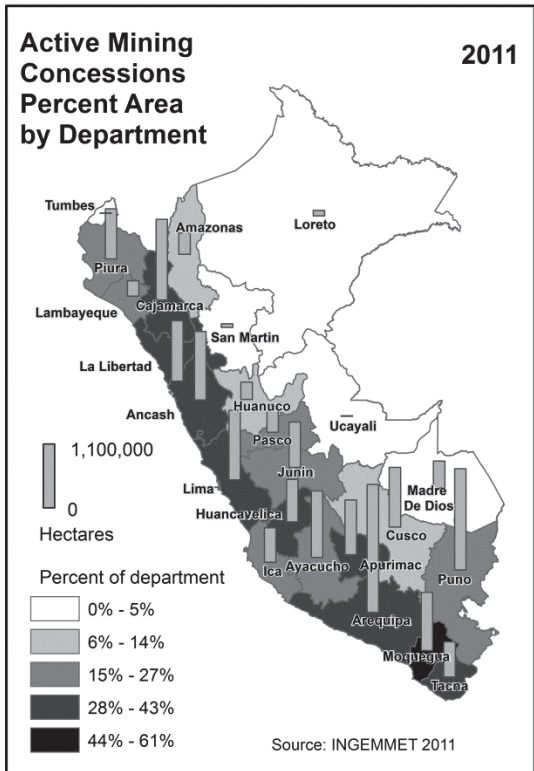 Active Mining
Concessions
Percent Area
by Department
2011
Tumbes
Amazonas
Loreto
Piura
Lambayeque
Cajamarca
San Martin
La Libertad
Ancash
Huanuco
Ucayali
Pasco
Junin
Lima
Huancavelica
Madre
De Dios
Cusco
Ica
Ayacucho
Apurimac
Puno
Arequipa
Moquegua
Tacna
1,100,000
0
Hectares
Percent of department
0% - 5%
6% - 14%
15% - 27%
28% - 43%
44% - 61%
Source: INGEMMET 2011